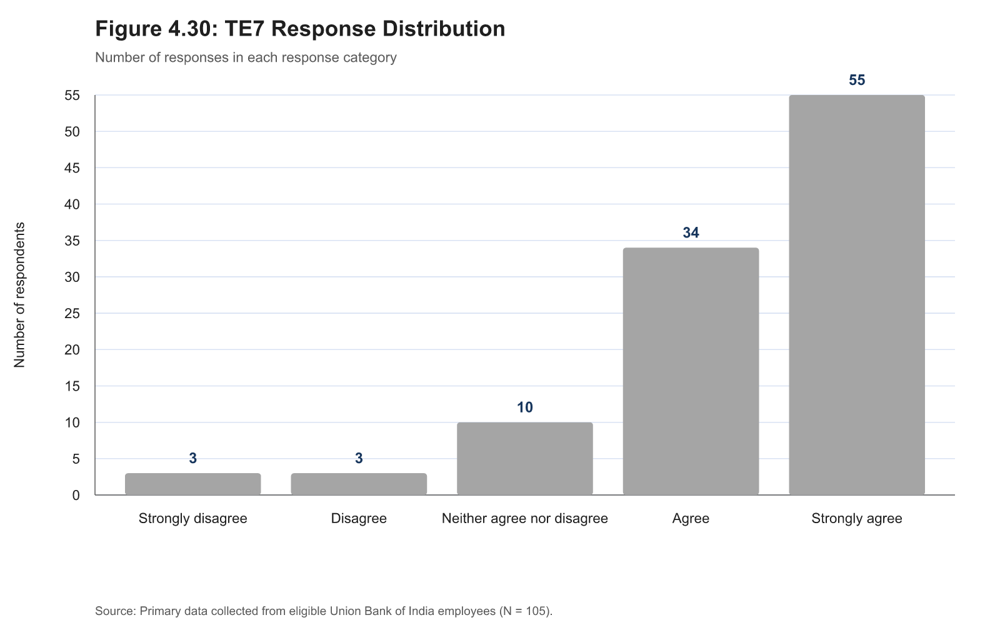 Figure 4.30: TE7 Response Distribution
Number of responses in each response category
55
55
50
45
40
35
34
30
25
20
15
10
10
5
3
3
0
Number of respondents
Strongly disagree
Disagree
Neither agree nor disagree
Agree
Strongly agree
Source: Primary data collected from eligible Union Bank of India employees (N = 105).